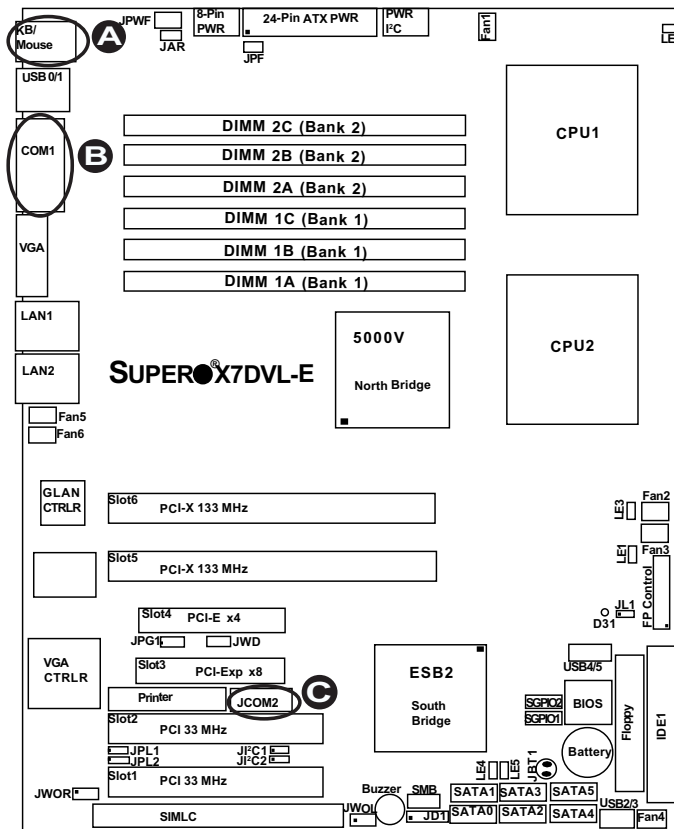 KB/
Mouse
A
JPWF
JAR
8-Pin
PWR
24-Pin ATX PWR
JPF
PWR
I²C
Fan1
LE
USB 0/1
COM1
B
DIMM 2C (Bank 2)
DIMM 2B (Bank 2)
DIMM 2A (Bank 2)
DIMM 1C (Bank 1)
DIMM 1B (Bank 1)
DIMM 1A (Bank 1)
CPU1
VGA
LAN1
LAN2
SUPER●®X7DVL-E
5000V
North Bridge
CPU2
Fan5
Fan6
GLAN
CTRLR
Slot6
PCI-X 133 MHz
Slot5
PCI-X 133 MHz
LE3
Fan2
Fan3
LE1
FP Control
JL1
D31
Slot4
PCI-E x4
JPG1
JWD
VGA
CTRLR
Slot3
PCI-Exp x8
Printer
JCOM2
C
ESB2
South
Bridge
USB4/5
SGPIO2
SGPIO1
BIOS
Floppy
IDE1
Slot2
PCI 33 MHz
JPL1
JPL2
JI²C1
JI²C2
Battery
Slot1
PCI 33 MHz
LE4
LE5
JBT1
JWOR
SIMLC
JWOL
Buzzer
SMB
JD1
SATA1
SATA3
SATA5
SATA0
SATA2
SATA4
USB2/3
Fan4